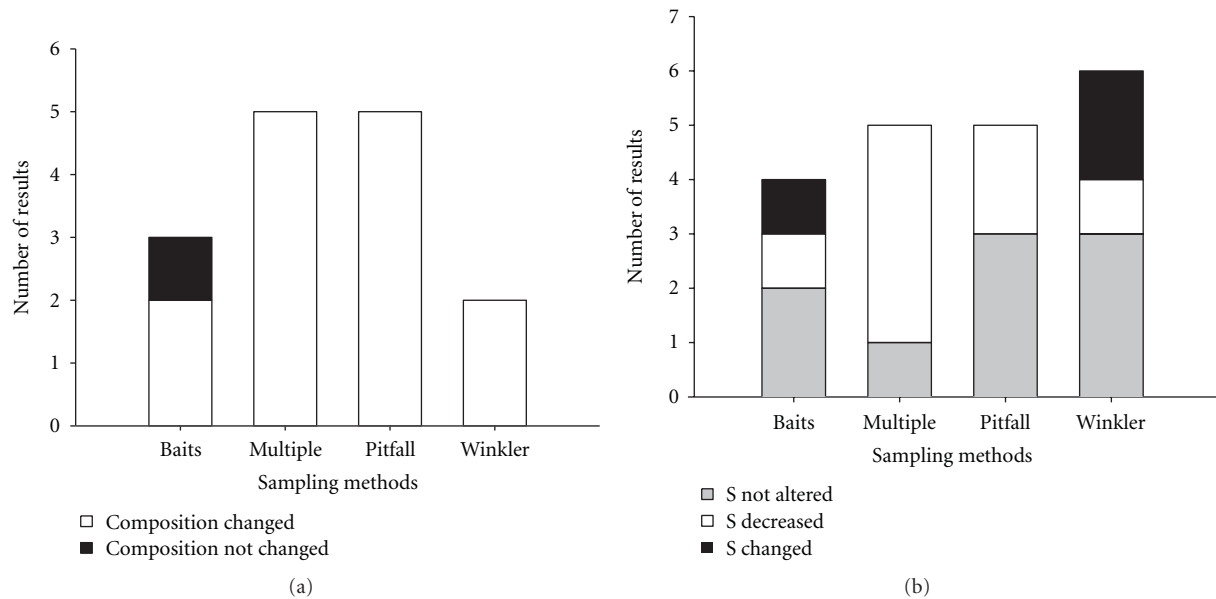 6
5
4
3
2
1
0
Number of results
Baits
Multiple
Pitfall
Winkler
Sampling methods
Composition changed
Composition not changed
(a)
7
6
5
4
3
2
1
0
Number of results
Baits
Multiple
Pitfall
Winkler
Sampling methods
S not altered
S decreased
S changed
(b)